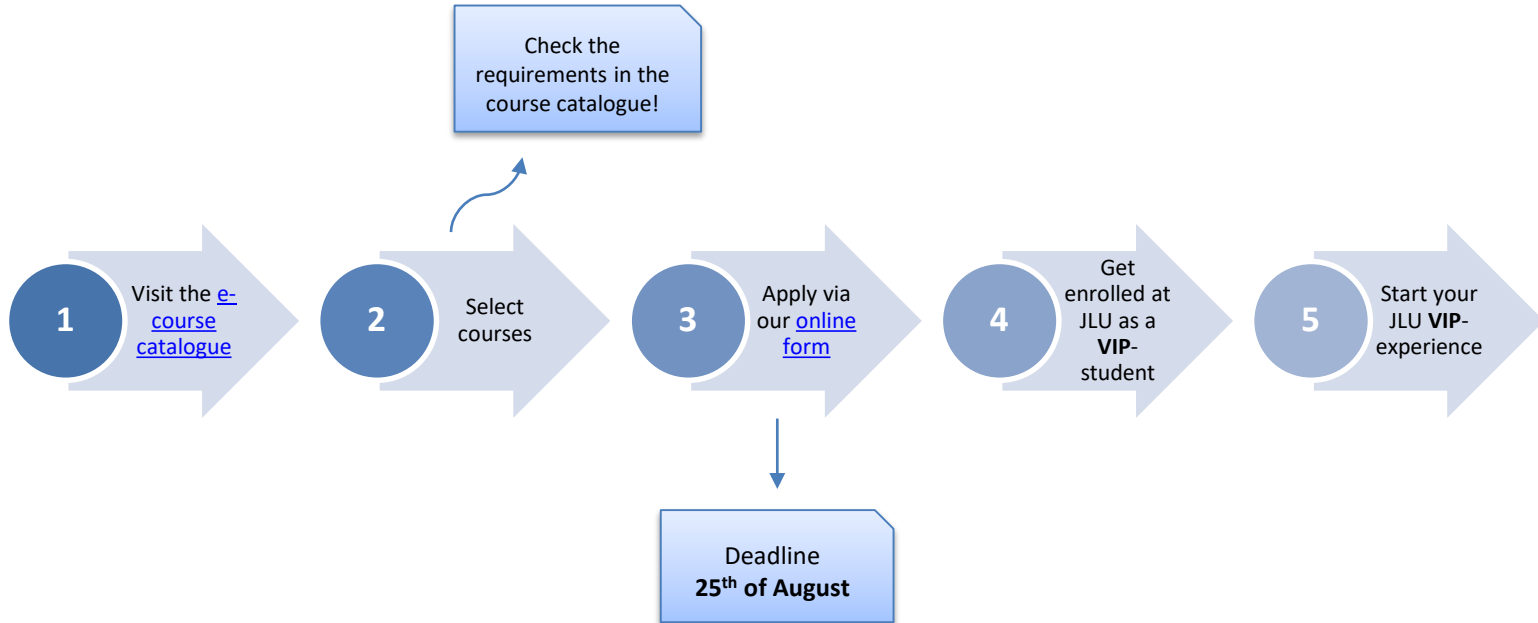 Check the
requirements in the
course catalogue!
1
Visit the e-
course
catalogue
2
Select
courses
3
Apply via
our online
form
4
Get
enrolled at
JLU as a
VIP-
student
5
Start your
JLU VIP-
experience
Deadline
25th of August